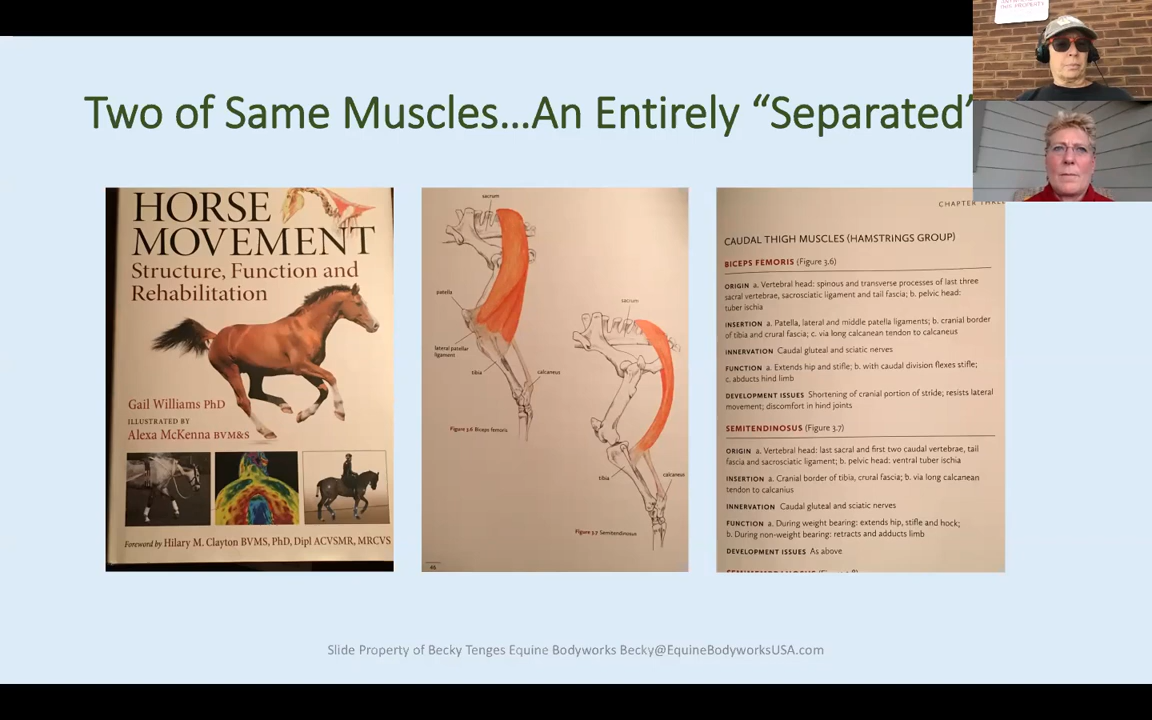 Two of Same Muscles...An Entirely “Separated”
HORSE
MOVEMENT
Structure, Function and
Rehabilitation
Gail Williams PhD
ILLUSTRATED BY
Alexa McKenna BVM&S
Foreword by Hilary M. Clayton BVMS, PhD, Dipl ACVSMR, MRCVS
sacrum
patella
lateral patellar
ligament
tibia
calcaneus
Figure 3.6 Biceps femoris
sacrum
tibia
calcaneus
Figure 3.7 Semitendinosus
CHAPTER THREE
CAUDAL THIGH MUSCLES (HAMSTRINGS GROUP)
BICEPS FEMORIS (Figure 3.6)
ORIGIN a. Vertebral head: spinous and transverse processes of last three
sacral vertebrae, sacrosciatic ligament and tail fascia; b. pelvic head:
tuber ischia
INSERTION a. Patella, lateral and middle patella ligaments; b. cranial border
of tibia and crural fascia; c. via long calcanean tendon to calcaneus
INNERVATION Caudal gluteal and sciatic nerves
FUNCTION a. Extends hip and stifle; b. with caudal division flexes stifle;
c. abducts hind limb
DEVELOPMENT ISSUES Shortening of cranial portion of stride; resists lateral
movement; discomfort in hind joints
SEMITENDINOSUS (Figure 3.7)
ORIGIN a. Vertebral head: last sacral and first two caudal vertebrae, tail
fascia and sacrosciatic ligament; b. pelvic head: ventral tuber ischia
INSERTION a. Cranial border of tibia, crural fascia; b. via long calcanean
tendon to calcanius
INNERVATION Caudal gluteal and sciatic nerves
FUNCTION a. During weight bearing: extends hip, stifle and hock;
b. During non-weight bearing: retracts and adducts limb
DEVELOPMENT ISSUES As above
Slide Property of Becky Tenges Equine Bodyworks Becky@EquineBodyworksUSA.com